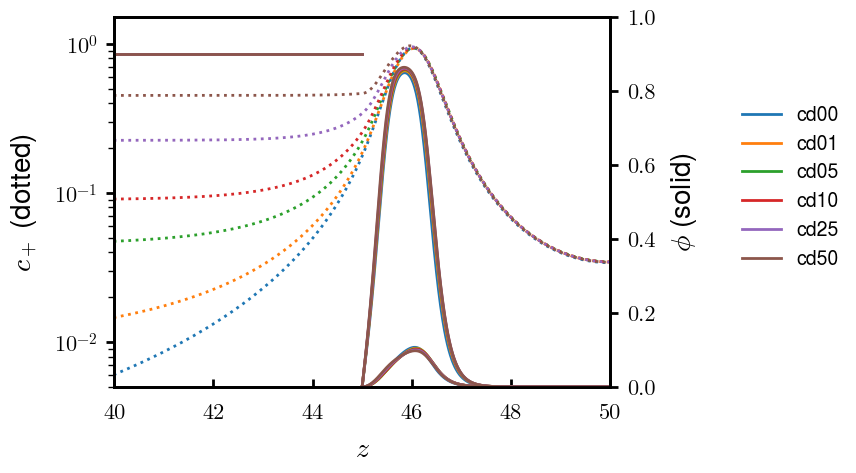 10⁰
10⁻¹
10⁻²
c₊ (dotted)
1.0
0.8
0.6
0.4
0.2
0.0
ϕ (solid)
40 42 44 46 48 50
z
cd00
cd01
cd05
cd10
cd25
cd50